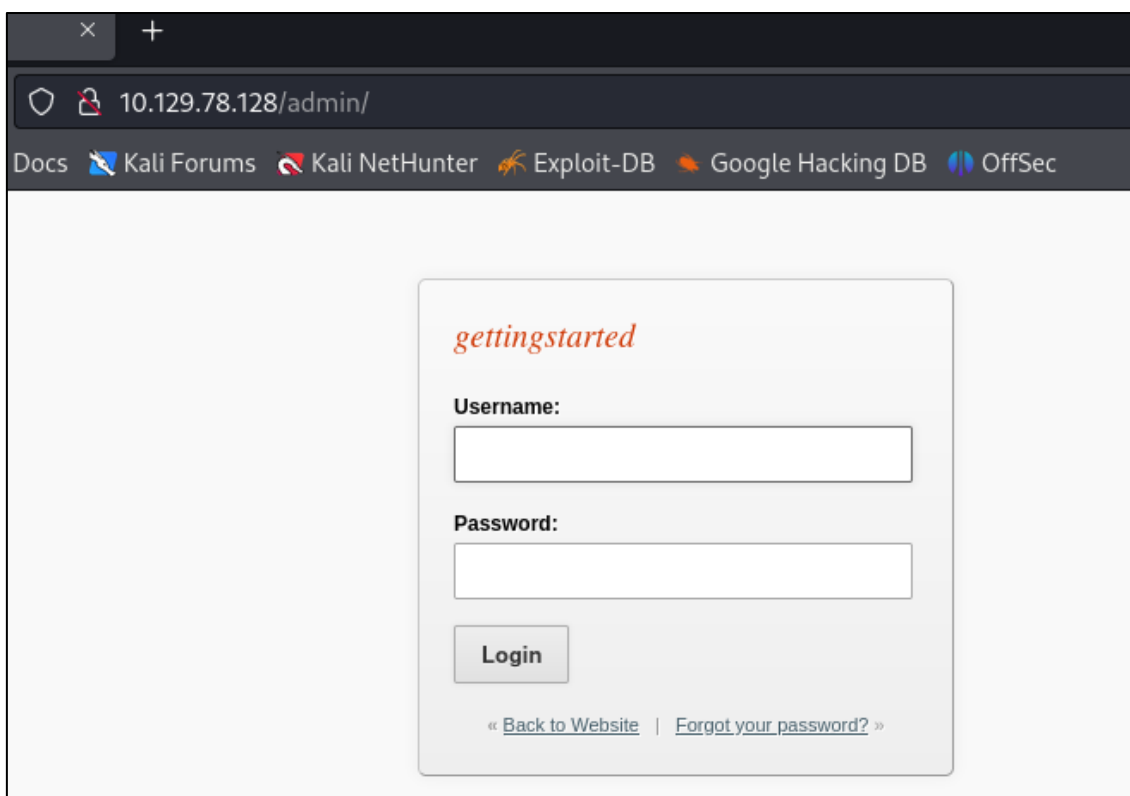 × +
10.129.78.128/admin/
Docs Kali Forums Kali NetHunter Exploit-DB Google Hacking DB OffSec
gettingstarted
Username:
Password:
Login
« Back to Website | Forgot your password? »